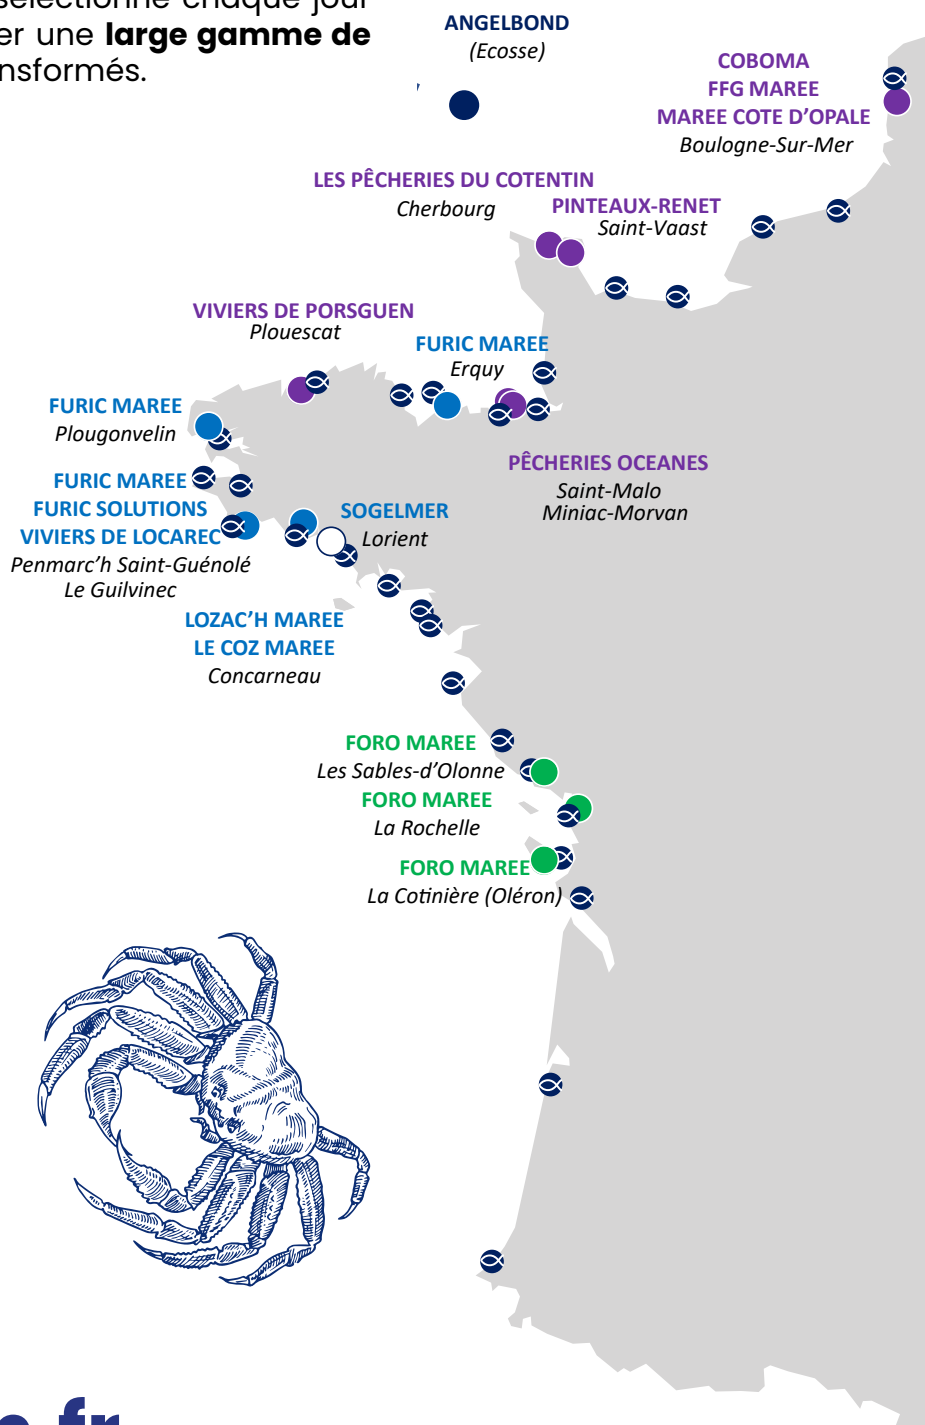 sélectionne chaque jour
er une large gamme de
nsformés.
ANGELBOND
(Ecosse)
COBOMA
FFG MAREE
MAREE COTE D'OPALE
Boulogne-Sur-Mer
LES PÊCHERIES DU COTENTIN
Cherbourg
PINTEAUX-RENET
Saint-Vaast
VIVIERS DE PORSGUEN
Plouescat
FURIC MAREE
Erquy
FURIC MAREE
Plougonvelin
PÊCHERIES OCEANES
Saint-Malo
Miniac-Morvan
FURIC MAREE
FURIC SOLUTIONS
VIVIERS DE LOCAREC
Penmarc'h Saint-Guénolé
Le Guilvinec
SOGELMER
Lorient
LOZAC'H MAREE
LE COZ MAREE
Concarneau
FORO MAREE
Les Sables-d'Olonne
FORO MAREE
La Rochelle
FORO MAREE
La Cotinière (Oléron)
.fr